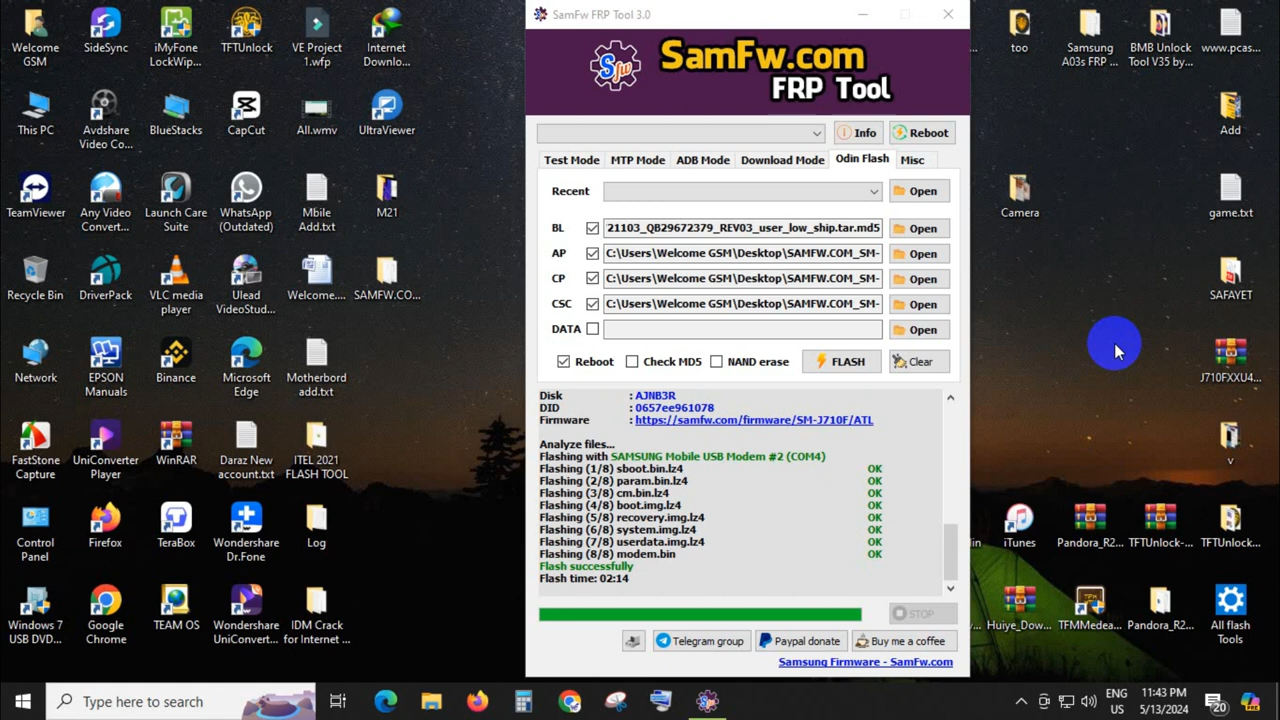 Welcome GSM
SideSync
iMyFone LockWip...
TFTUnlock
VE Project 1.wfp
Internet Downlo...
This PC
Avdshare Video Co...
BlueStacks
CapCut
All.wmv
UltraViewer
TeamViewer
Any Video Convert...
Launch Care Suite
WhatsApp (Outdated)
Mbile Add.txt
M21
Recycle Bin
DriverPack
VLC media player
Ulead VideoStud...
Welcome....
SAMFW.CO...
Network
EPSON Manuals
Binance
Microsoft Edge
Motherbord add.txt
FastStone Capture
UniConverter Player
WinRAR
Daraz New account.txt
ITEL 2021 FLASH TOOL
Control Panel
Firefox
TeraBox
Wondershare Dr.Fone
Log
Windows 7 USB DVD...
Google Chrome
TEAM OS
Wondershare UniConvert...
IDM Crack for Internet ...
SamFw FRP Tool 3.0
Sfw
SamFw.com
FRP Tool
Info
Reboot
Test Mode
MTP Mode
ADB Mode
Download Mode
Odin Flash
Misc
Recent
Open
BL
21103_QB29672379_REV03_user_low_ship.tar.md5
Open
AP
C:\Users\Welcome GSM\Desktop\SAMFW.COM_SM-
Open
CP
C:\Users\Welcome GSM\Desktop\SAMFW.COM_SM-
Open
CSC
C:\Users\Welcome GSM\Desktop\SAMFW.COM_SM-
Open
DATA
Open
Reboot
Check MD5
NAND erase
FLASH
Clear
Disk : AJNB3R
DID : 0657ee961078
Firmware : https://samfw.com/firmware/SM-J710F/ATL
Analyze files...
Flashing with SAMSUNG Mobile USB Modem #2 (COM4)
Flashing (1/8) sboot.bin.lz4 OK
Flashing (2/8) param.bin.lz4 OK
Flashing (3/8) cm.bin.lz4 OK
Flashing (4/8) boot.img.lz4 OK
Flashing (5/8) recovery.img.lz4 OK
Flashing (6/8) system.img.lz4 OK
Flashing (7/8) userdata.img.lz4 OK
Flashing (8/8) modem.bin OK
Flash successfully
Flash time: 02:14
STOP
Telegram group
Paypal donate
Buy me a coffee
Samsung Firmware - SamFw.com
too
Samsung A03s FRP ...
BMB Unlock Tool V35 by...
www.pcas...
Add
Camera
game.txt
SAFAYET
J710FXXU4...
v
lin
iTunes
Pandora_R2...
TFTUnlock-...
TFTUnlock...
Huiye_Dow...
TFMMedea...
Pandora_R2...
All flash Tools
Type here to search
ENG
US
11:43 PM
5/13/2024
20
PRE